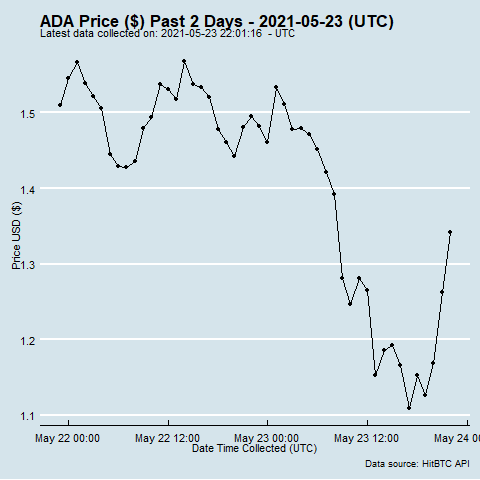 ADA Price ($) Past 2 Days - 2021-05-23 (UTC)
Latest data collected on: 2021-05-23 22:01:16 - UTC
Price USD ($)
1.5
1.4
1.3
1.2
1.1
May 22 00:00
May 22 12:00
May 23 00:00
May 23 12:00
May 24 0
Date Time Collected (UTC)
Data source: HitBTC API